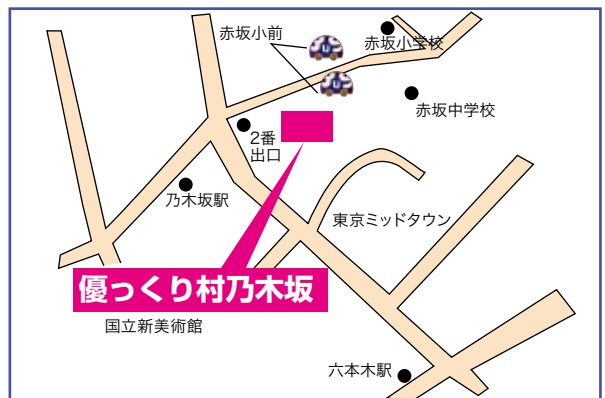 赤坂小前
赤坂小学校
赤坂中学校
2番
出口
乃木坂駅
東京ミッドタウン
優っくり村乃木坂
国立新美術館
六本木駅
U
U